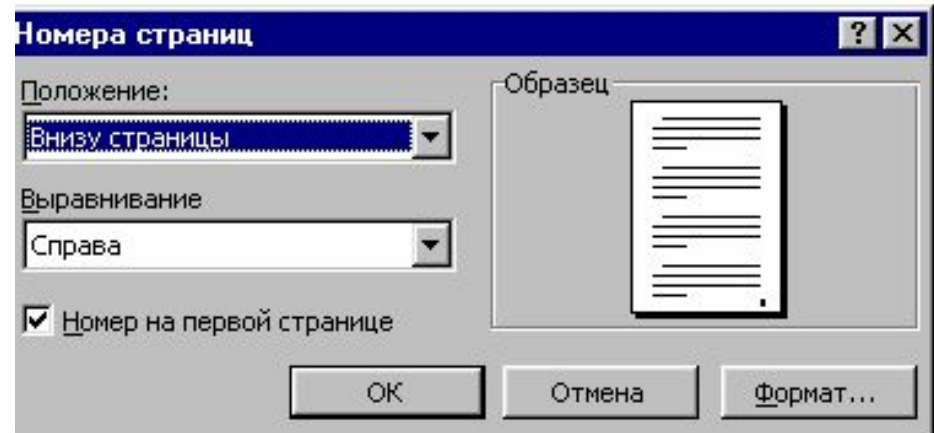 Номера страниц
Положение:
Внизу страницы
Выравнивание
Справа
Номер на первой странице
Образец
ОК
Отмена
Формат...